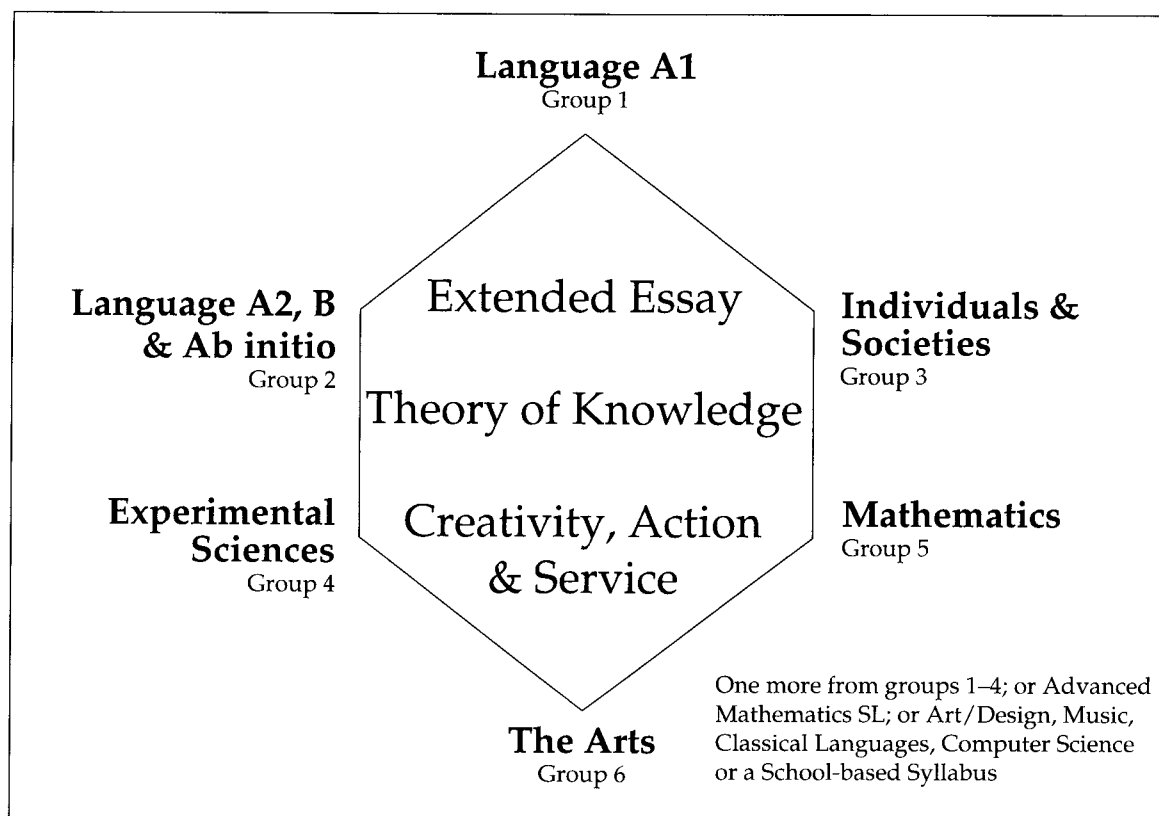 Language A1
Group 1
Extended Essay
Language A2, B
& Ab initio
Group 2
Individuals &
Societies
Group 3
Theory of Knowledge
Experimental
Sciences
Group 4
Creativity, Action
& Service
Mathematics
Group 5
The Arts
Group 6
One more from groups 1–4; or Advanced
Mathematics SL; or Art/Design, Music,
Classical Languages, Computer Science
or a School-based Syllabus